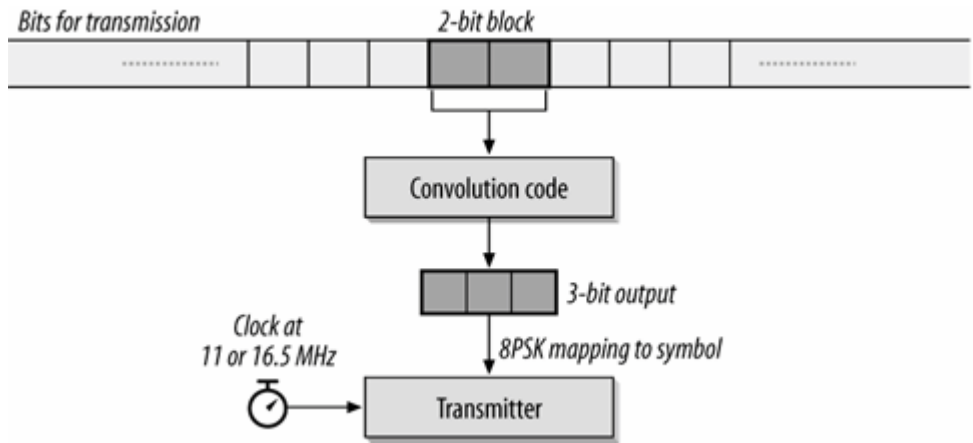 Bits for transmission
2-bit block
Convolution code
3-bit output
Clock at
11 or 16.5 MHz
8PSK mapping to symbol
Transmitter